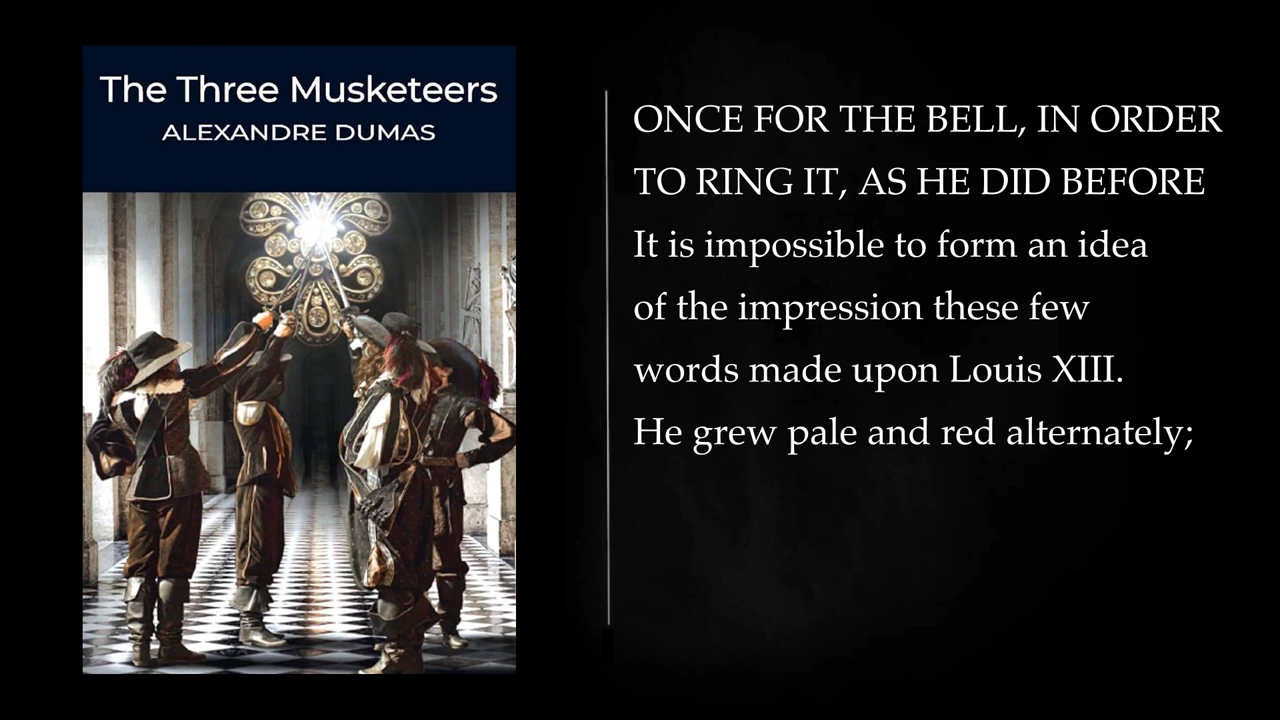 The Three Musketeers
ALEXANDRE DUMAS
ONCE FOR THE BELL, IN ORDER
TO RING IT, AS HE DID BEFORE
It is impossible to form an idea
of the impression these few
words made upon Louis XIII.
He grew pale and red alternately;